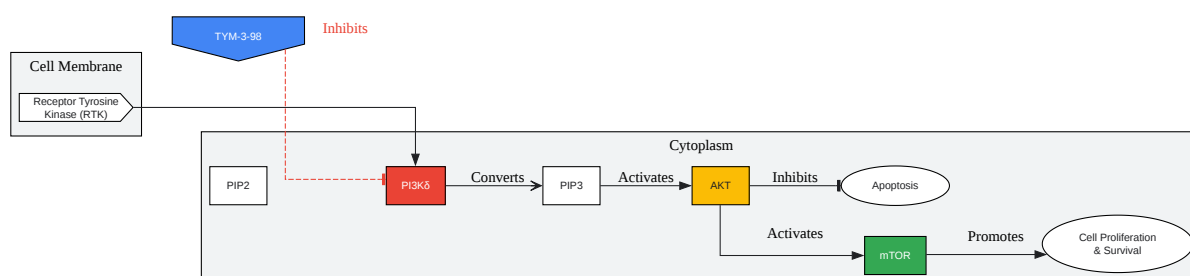 TYM-3-98
Inhibits
Cell Membrane
Receptor Tyrosine
Kinase (RTK)
Cytoplasm
PIP2
PI3Kδ
Converts
PIP3
Activates
AKT
Inhibits
Apoptosis
Activates
mTOR
Promotes
Cell Proliferation
& Survival